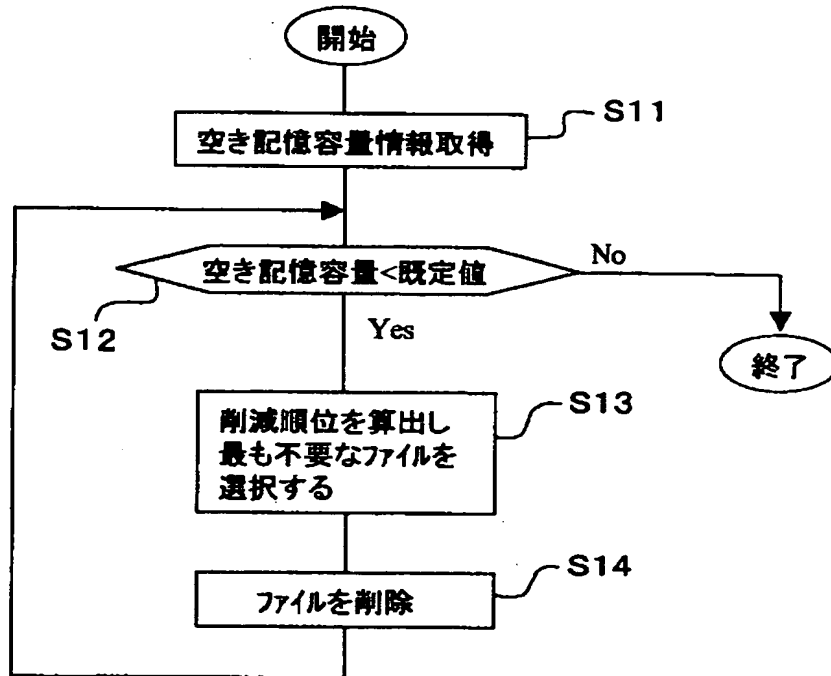 開始
S11
空き記憶容量情報取得
空き記憶容量<既定値
No
S12
Yes
終了
S13
削減順位を算出し
最も不要なファイルを
選択する
S14
ファイルを削除